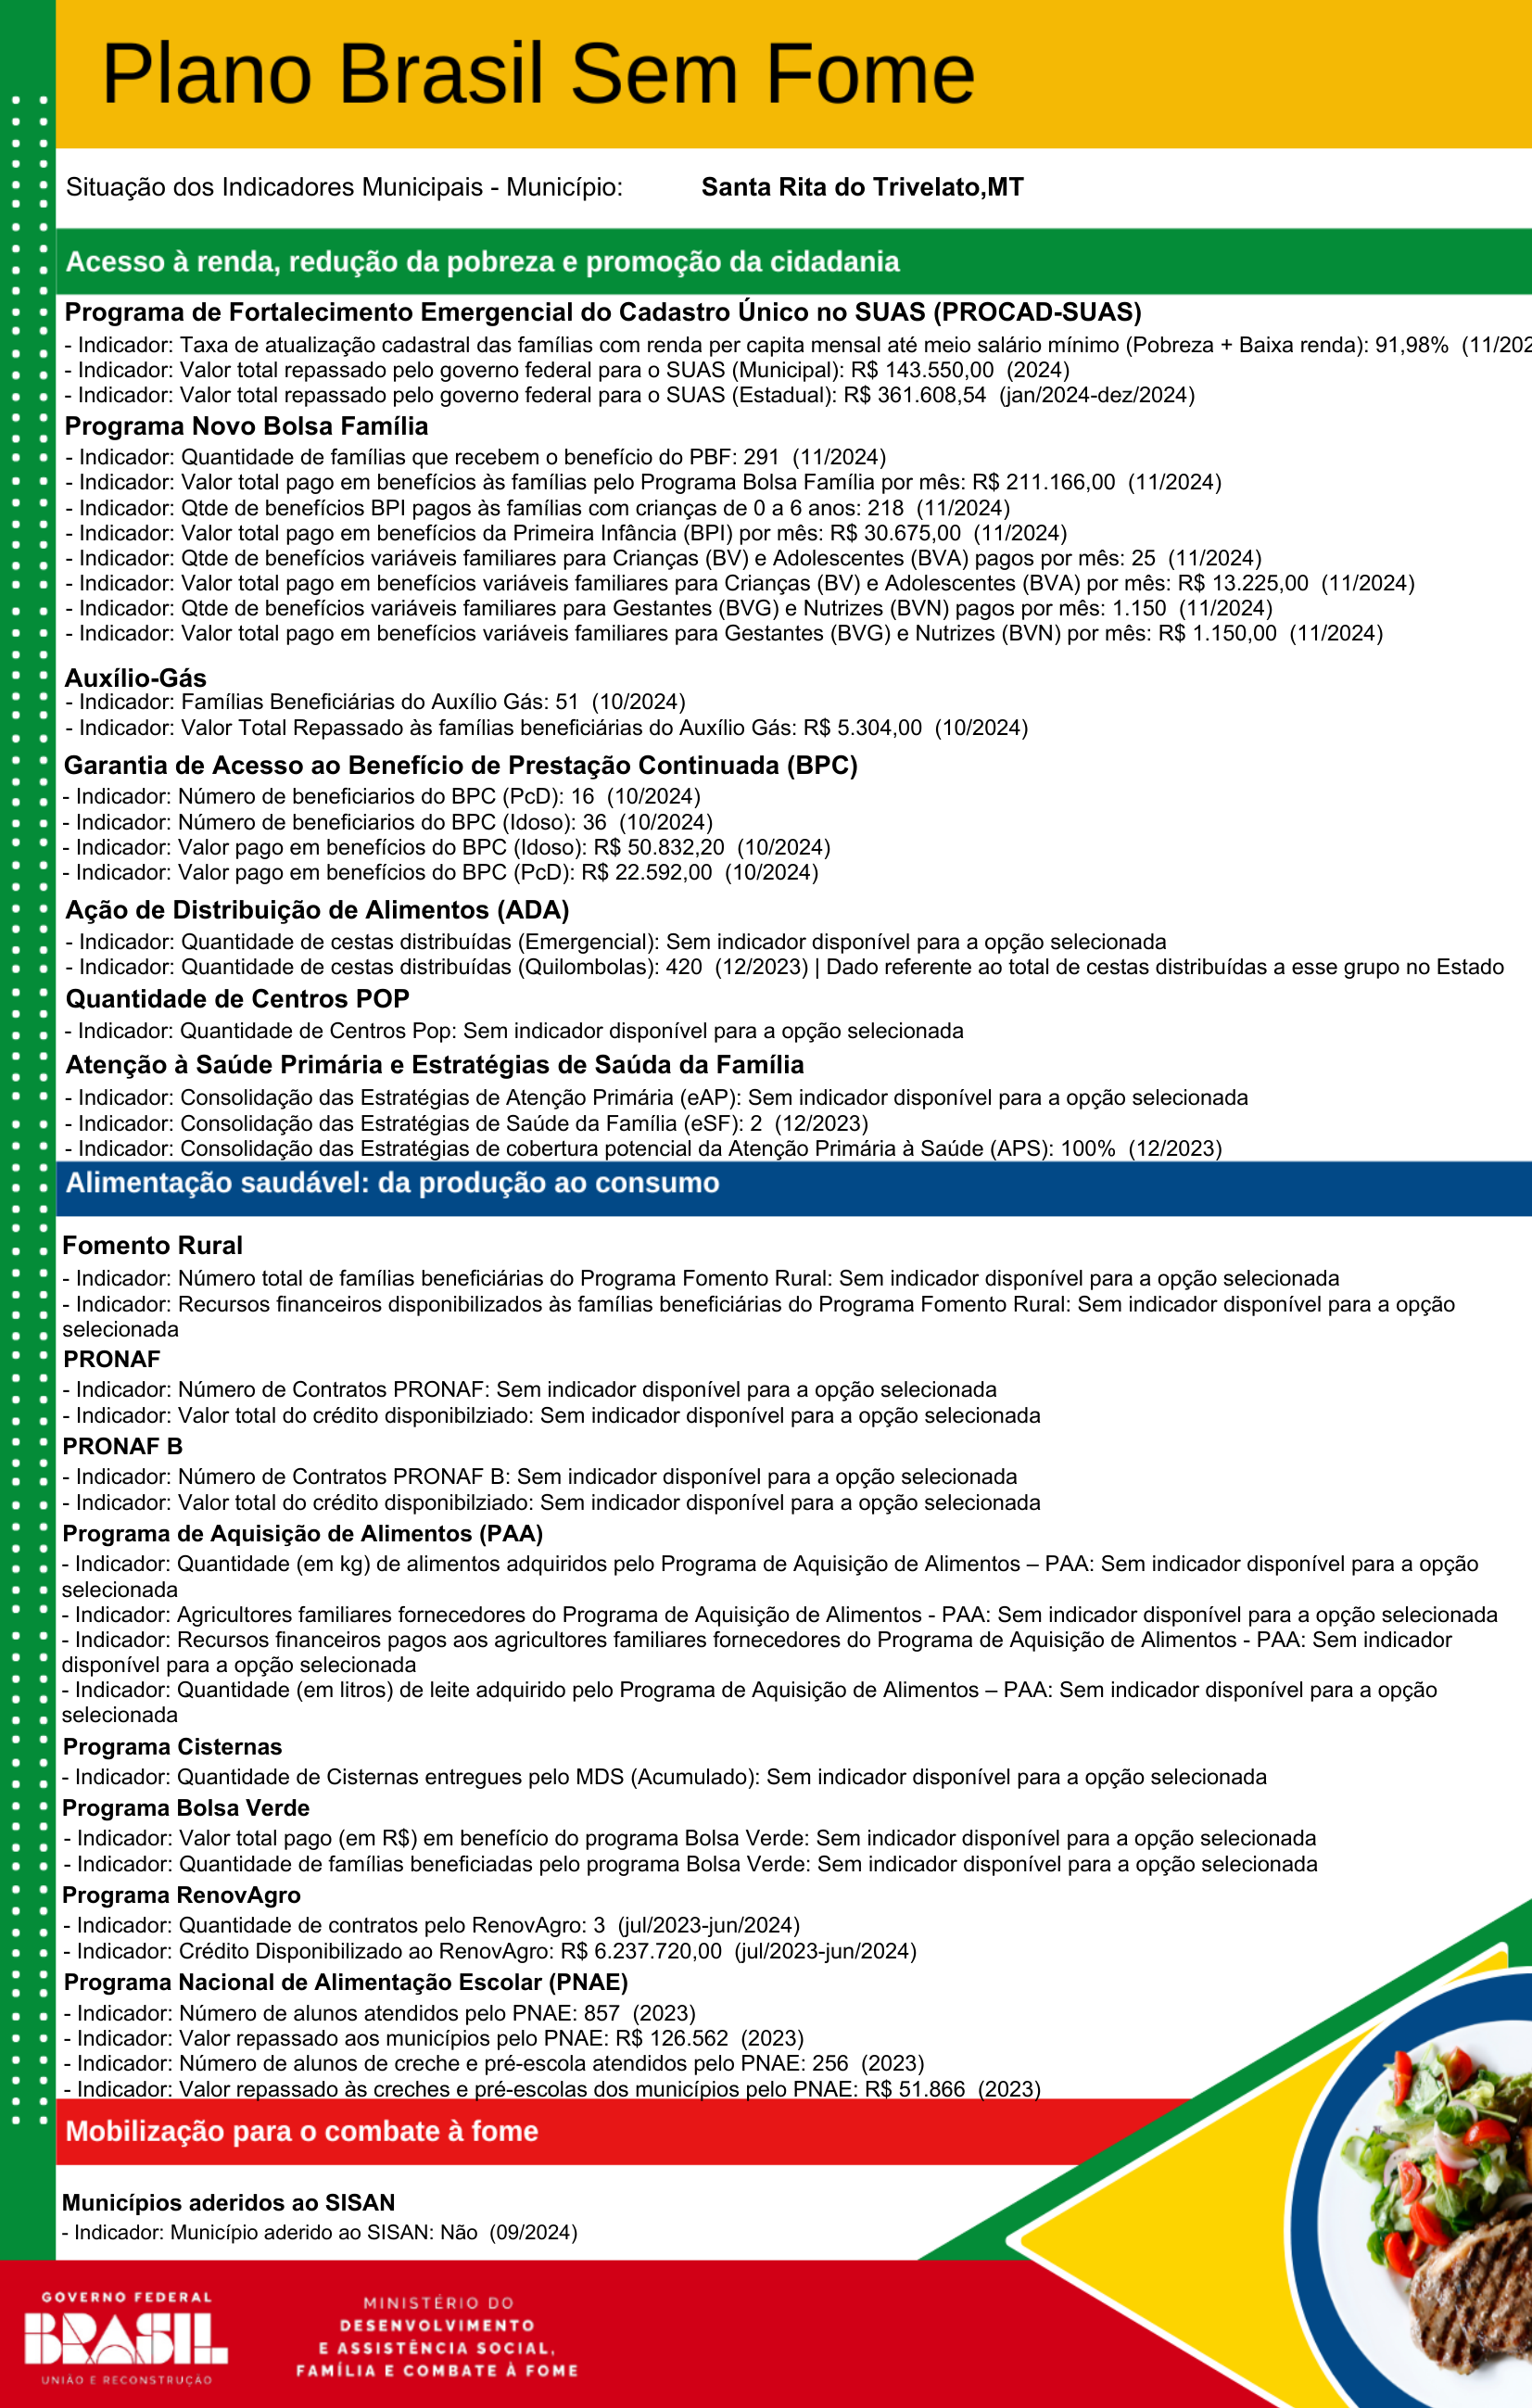 Plano Brasil Sem Fome
Situação dos Indicadores Municipais - Município: Santa Rita do Trivelato,MT
Acesso à renda, redução da pobreza e promoção da cidadania
Programa de Fortalecimento Emergencial do Cadastro Único no SUAS (PROCAD-SUAS)
- Indicador: Taxa de atualização cadastral das famílias com renda per capita mensal até meio salário mínimo (Pobreza + Baixa renda): 91,98% (11/202
- Indicador: Valor total repassado pelo governo federal para o SUAS (Municipal): R$ 143.550,00 (2024)
- Indicador: Valor total repassado pelo governo federal para o SUAS (Estadual): R$ 361.608,54 (jan/2024-dez/2024)
Programa Novo Bolsa Família
- Indicador: Quantidade de famílias que recebem o benefício do PBF: 291 (11/2024)
- Indicador: Valor total pago em benefícios às famílias pelo Programa Bolsa Família por mês: R$ 211.166,00 (11/2024)
- Indicador: Qtde de benefícios BPI pagos às famílias com crianças de 0 a 6 anos: 218 (11/2024)
- Indicador: Valor total pago em benefícios da Primeira Infância (BPI) por mês: R$ 30.675,00 (11/2024)
- Indicador: Qtde de benefícios variáveis familiares para Crianças (BV) e Adolescentes (BVA) pagos por mês: 25 (11/2024)
- Indicador: Valor total pago em benefícios variáveis familiares para Crianças (BV) e Adolescentes (BVA) por mês: R$ 13.225,00 (11/2024)
- Indicador: Qtde de benefícios variáveis familiares para Gestantes (BVG) e Nutrizes (BVN) pagos por mês: 1.150 (11/2024)
- Indicador: Valor total pago em benefícios variáveis familiares para Gestantes (BVG) e Nutrizes (BVN) por mês: R$ 1.150,00 (11/2024)
Auxílio-Gás
- Indicador: Famílias Beneficiárias do Auxílio Gás: 51 (10/2024)
- Indicador: Valor Total Repassado às famílias beneficiárias do Auxílio Gás: R$ 5.304,00 (10/2024)
Garantia de Acesso ao Benefício de Prestação Continuada (BPC)
- Indicador: Número de beneficiarios do BPC (PcD): 16 (10/2024)
- Indicador: Número de beneficiarios do BPC (Idoso): 36 (10/2024)
- Indicador: Valor pago em benefícios do BPC (Idoso): R$ 50.832,20 (10/2024)
- Indicador: Valor pago em benefícios do BPC (PcD): R$ 22.592,00 (10/2024)
Ação de Distribuição de Alimentos (ADA)
- Indicador: Quantidade de cestas distribuídas (Emergencial): Sem indicador disponível para a opção selecionada
- Indicador: Quantidade de cestas distribuídas (Quilombolas): 420 (12/2023) | Dado referente ao total de cestas distribuídas a esse grupo no Estado
Quantidade de Centros POP
- Indicador: Quantidade de Centros Pop: Sem indicador disponível para a opção selecionada
Atenção à Saúde Primária e Estratégias de Saúda da Família
- Indicador: Consolidação das Estratégias de Atenção Primária (eAP): Sem indicador disponível para a opção selecionada
- Indicador: Consolidação das Estratégias de Saúde da Família (eSF): 2 (12/2023)
- Indicador: Consolidação das Estratégias de cobertura potencial da Atenção Primária à Saúde (APS): 100% (12/2023)
Alimentação saudável: da produção ao consumo
Fomento Rural
- Indicador: Número total de famílias beneficiárias do Programa Fomento Rural: Sem indicador disponível para a opção selecionada
- Indicador: Recursos financeiros disponibilizados às famílias beneficiárias do Programa Fomento Rural: Sem indicador disponível para a opção
selecionada
PRONAF
- Indicador: Número de Contratos PRONAF: Sem indicador disponível para a opção selecionada
- Indicador: Valor total do crédito disponibilziado: Sem indicador disponível para a opção selecionada
PRONAF B
- Indicador: Número de Contratos PRONAF B: Sem indicador disponível para a opção selecionada
- Indicador: Valor total do crédito disponibilziado: Sem indicador disponível para a opção selecionada
Programa de Aquisição de Alimentos (PAA)
- Indicador: Quantidade (em kg) de alimentos adquiridos pelo Programa de Aquisição de Alimentos – PAA: Sem indicador disponível para a opção
selecionada
- Indicador: Agricultores familiares fornecedores do Programa de Aquisição de Alimentos - PAA: Sem indicador disponível para a opção selecionada
- Indicador: Recursos financeiros pagos aos agricultores familiares fornecedores do Programa de Aquisição de Alimentos - PAA: Sem indicador
disponível para a opção selecionada
- Indicador: Quantidade (em litros) de leite adquirido pelo Programa de Aquisição de Alimentos – PAA: Sem indicador disponível para a opção
selecionada
Programa Cisternas
- Indicador: Quantidade de Cisternas entregues pelo MDS (Acumulado): Sem indicador disponível para a opção selecionada
Programa Bolsa Verde
- Indicador: Valor total pago (em R$) em benefício do programa Bolsa Verde: Sem indicador disponível para a opção selecionada
- Indicador: Quantidade de famílias beneficiadas pelo programa Bolsa Verde: Sem indicador disponível para a opção selecionada
Programa RenovAgro
- Indicador: Quantidade de contratos pelo RenovAgro: 3 (jul/2023-jun/2024)
- Indicador: Crédito Disponibilizado ao RenovAgro: R$ 6.237.720,00 (jul/2023-jun/2024)
Programa Nacional de Alimentação Escolar (PNAE)
- Indicador: Número de alunos atendidos pelo PNAE: 857 (2023)
- Indicador: Valor repassado aos municípios pelo PNAE: R$ 126.562 (2023)
- Indicador: Número de alunos de creche e pré-escola atendidos pelo PNAE: 256 (2023)
- Indicador: Valor repassado às creches e pré-escolas dos municípios pelo PNAE: R$ 51.866 (2023)
Mobilização para o combate à fome
Municípios aderidos ao SISAN
- Indicador: Município aderido ao SISAN: Não (09/2024)
GOVERNO FEDERAL
BRASIL
UNIÃO E RECONSTRUÇÃO
MINISTÉRIO DO
DESENVOLVIMENTO
E ASSISTÊNCIA SOCIAL,
FAMÍLIA E COMBATE À FOME